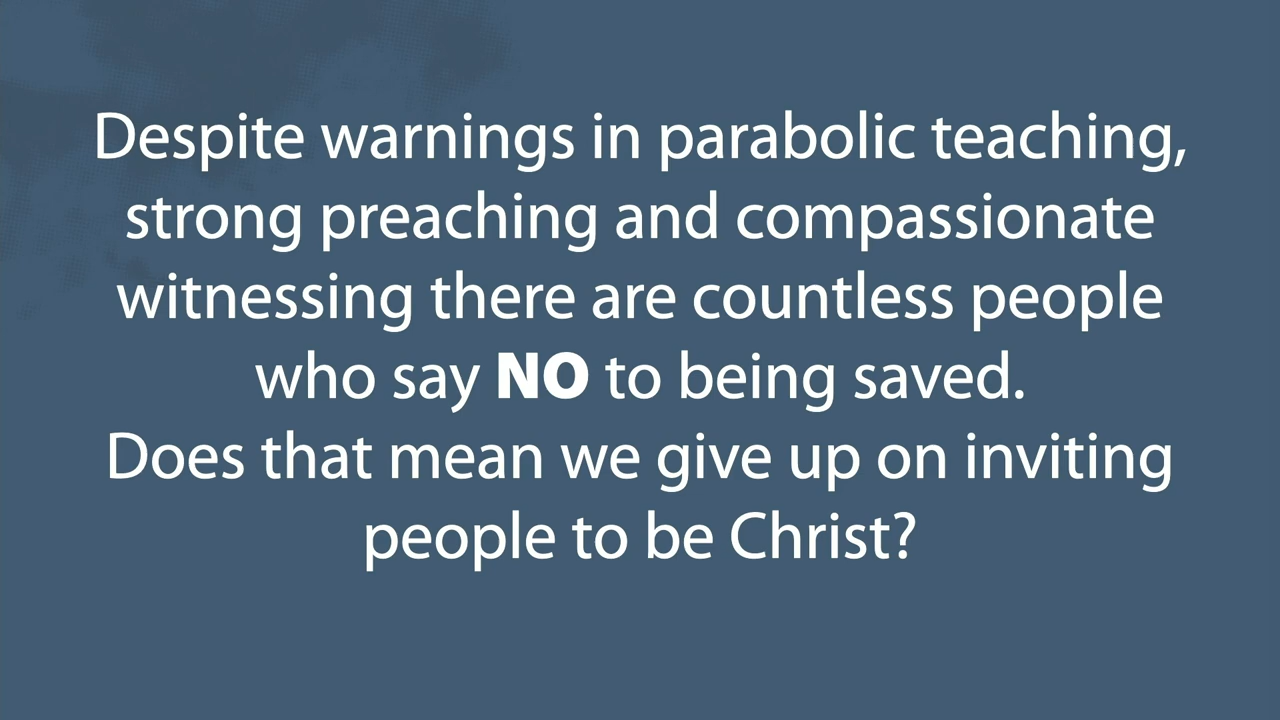 Despite warnings in parabolic teaching,
strong preaching and compassionate
witnessing there are countless people
who say NO to being saved.
Does that mean we give up on inviting
people to be Christ?